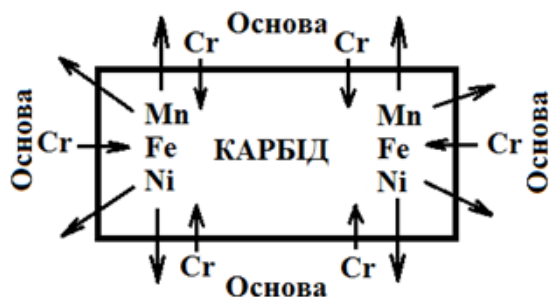 Основа
Cr Cr
Mn Mn
Основа Cr Fe КАРБІД Fe Cr Основа
Ni Ni
Cr Cr
Основа